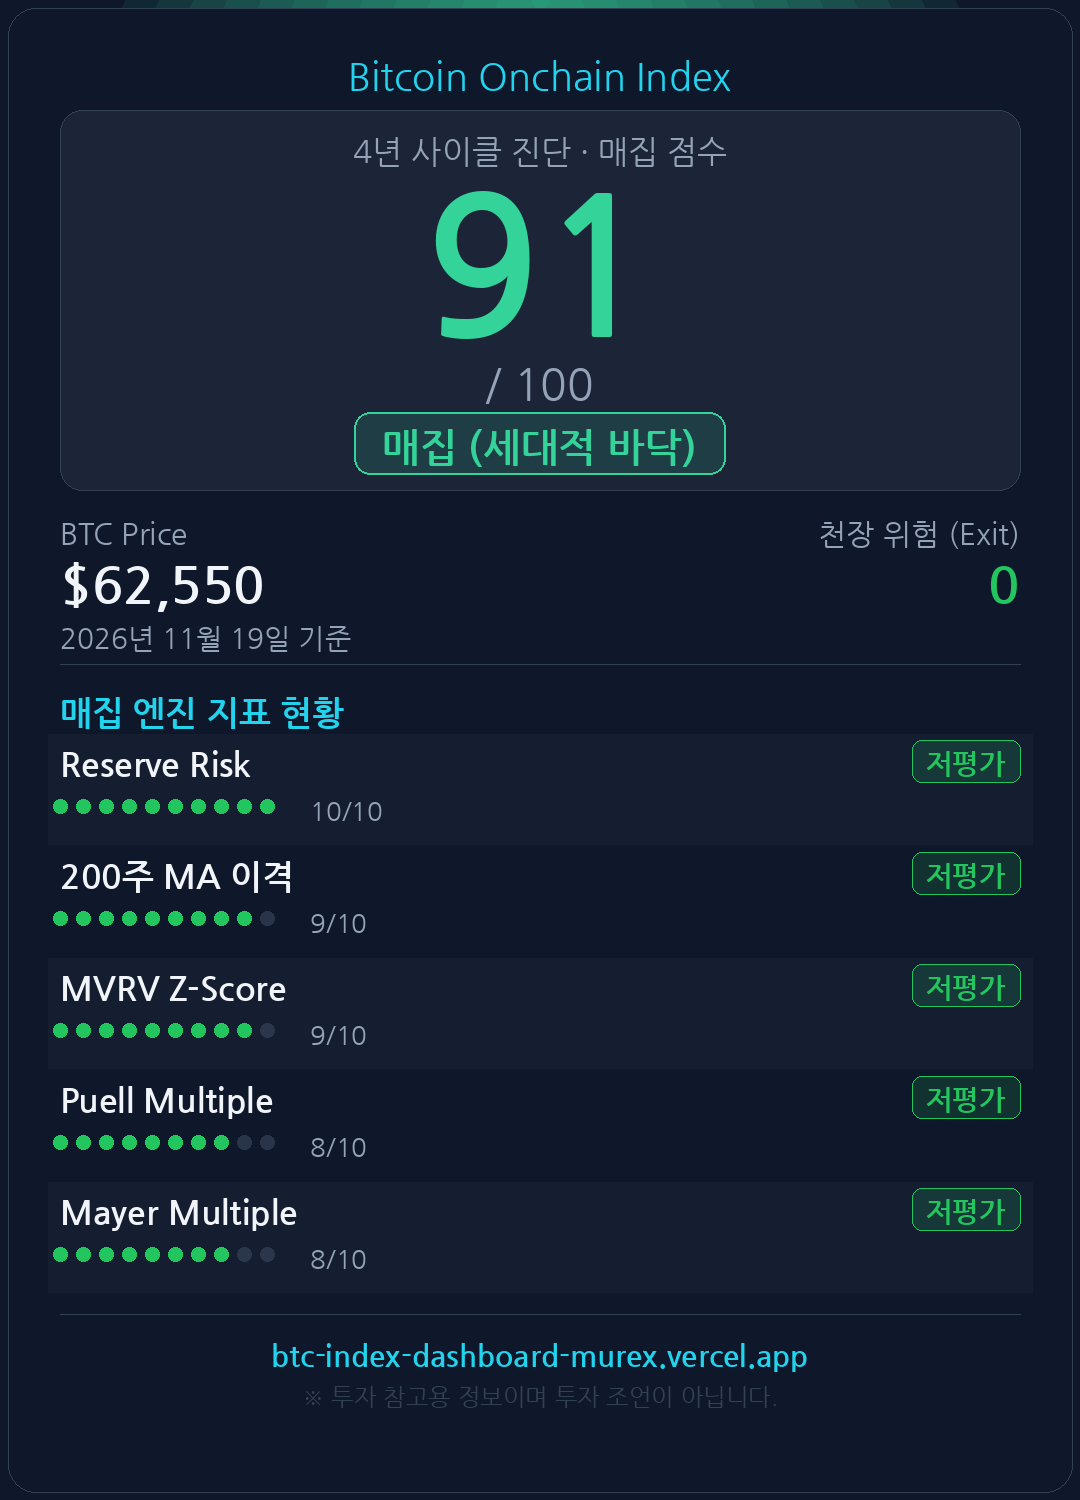 Bitcoin Onchain Index
4년 사이클 진단 · 매집 점수
91
/ 100
매집 (세대적 바닥)
BTC Price
천장 위험 (Exit)
$62,550
0
2026년 11월 19일 기준
매집 엔진 지표 현황
Reserve Risk
저평가
10/10
200주 MA 이격
저평가
9/10
MVRV Z-Score
저평가
9/10
Puell Multiple
저평가
8/10
Mayer Multiple
저평가
8/10
btc-index-dashboard-murex.vercel.app
※ 투자 참고용 정보이며 투자 조언이 아닙니다.